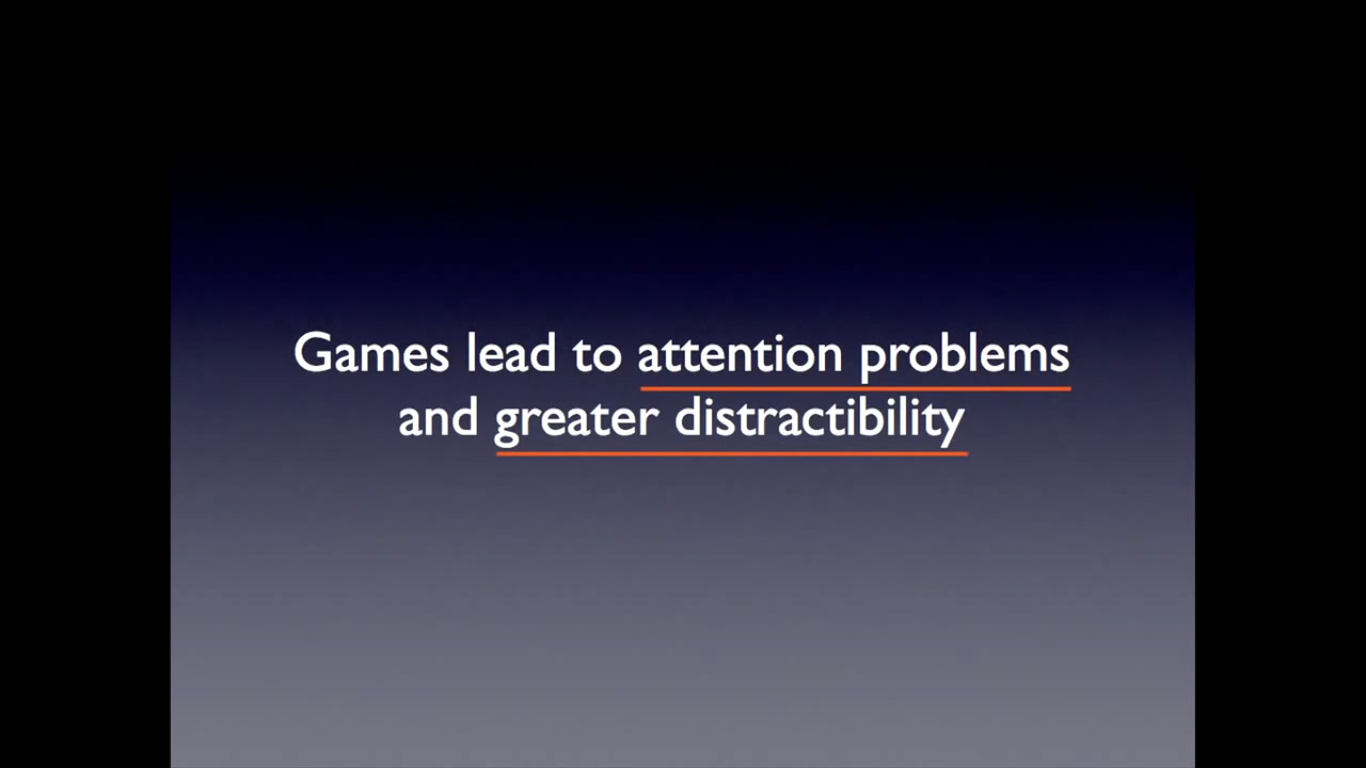 Games lead to attention problems
and greater distractibility